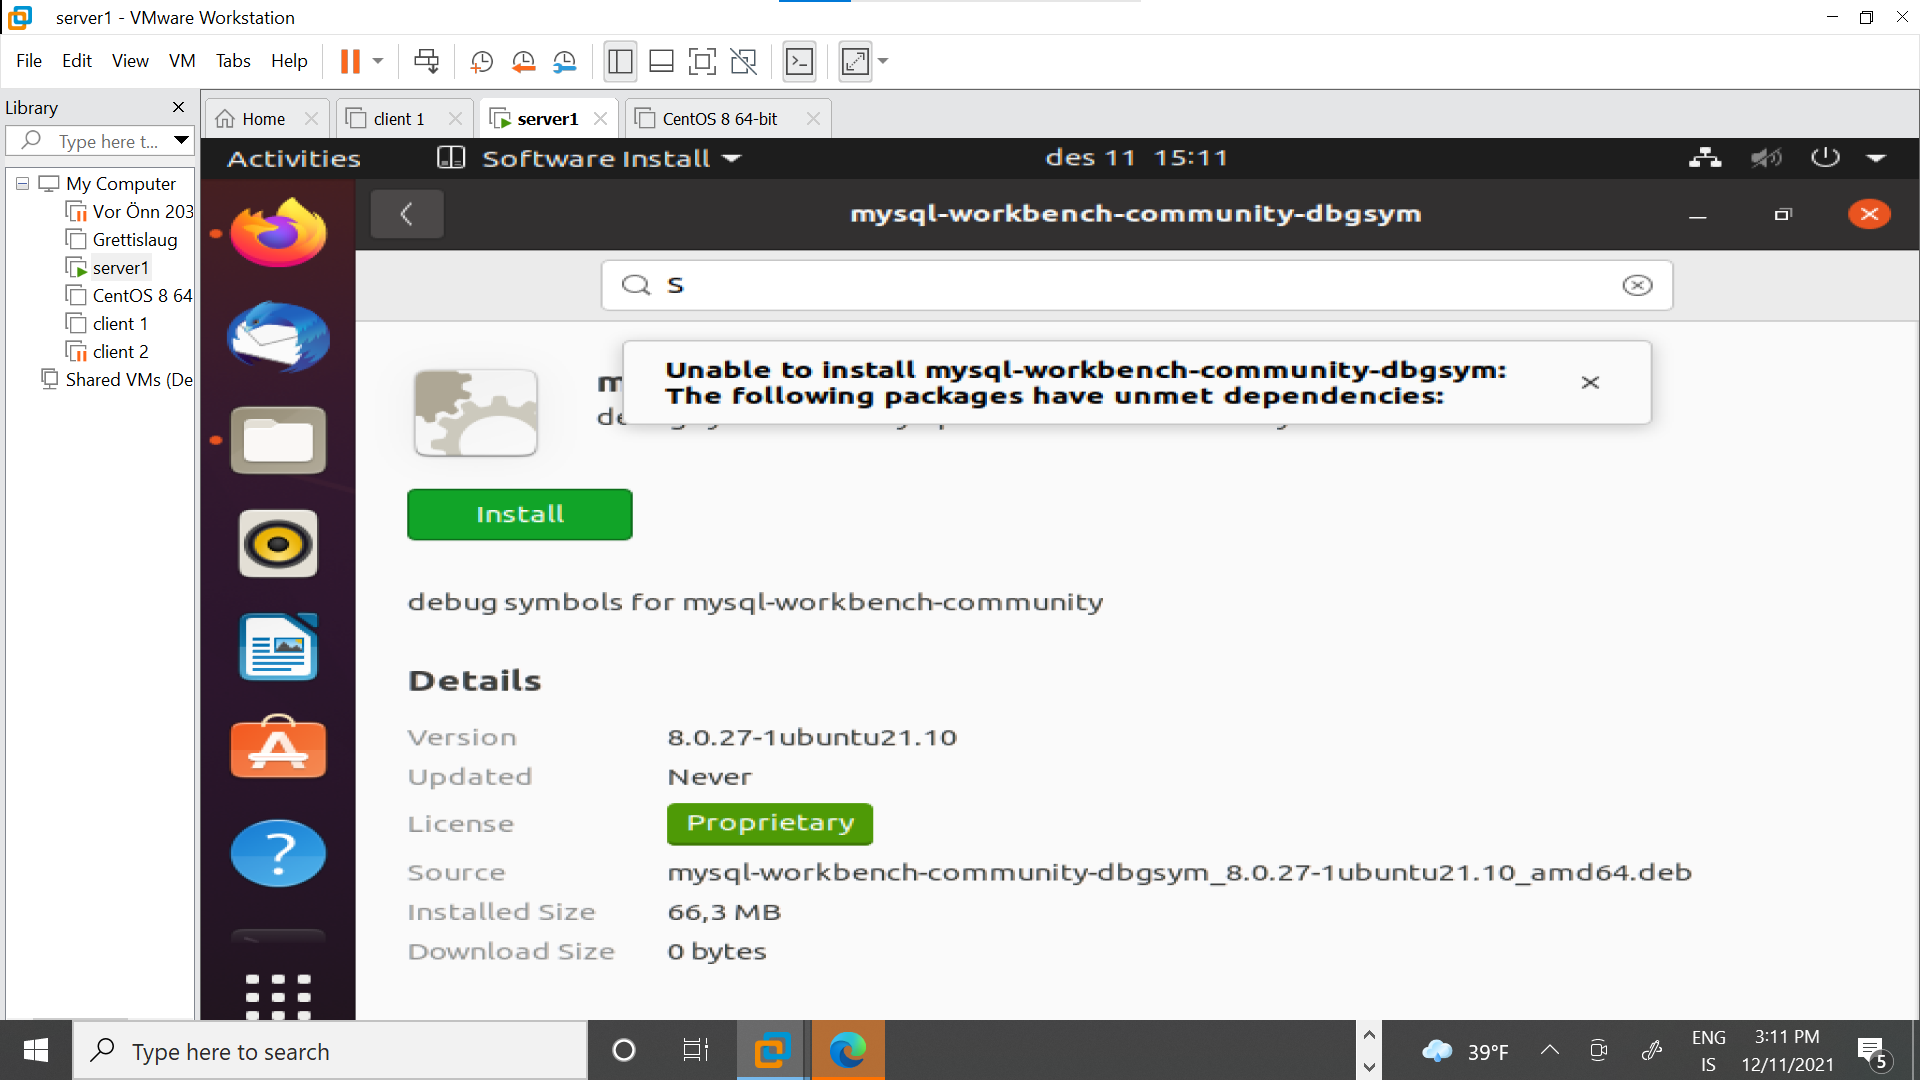 server1 - VMware Workstation
File Edit View VM Tabs Help
Library
Type here t...
My Computer
Vor Önn 203
Grettislaug
server1
CentOS 8 64
client 1
client 2
Shared VMs (De
Home
client 1
server1
CentOS 8 64-bit
Activities
Software Install
des 11 15:11
mysql-workbench-community-dbgsym
S
Unable to install mysql-workbench-community-dbgsym:
The following packages have unmet dependencies:
Install
debug symbols for mysql-workbench-community
Details
Version 8.0.27-1ubuntu21.10
Updated Never
License Proprietary
Source mysql-workbench-community-dbgsym_8.0.27-1ubuntu21.10_amd64.deb
Installed Size 66,3 MB
Download Size 0 bytes
Type here to search
39°F
ENG
IS
3:11 PM
12/11/2021
5